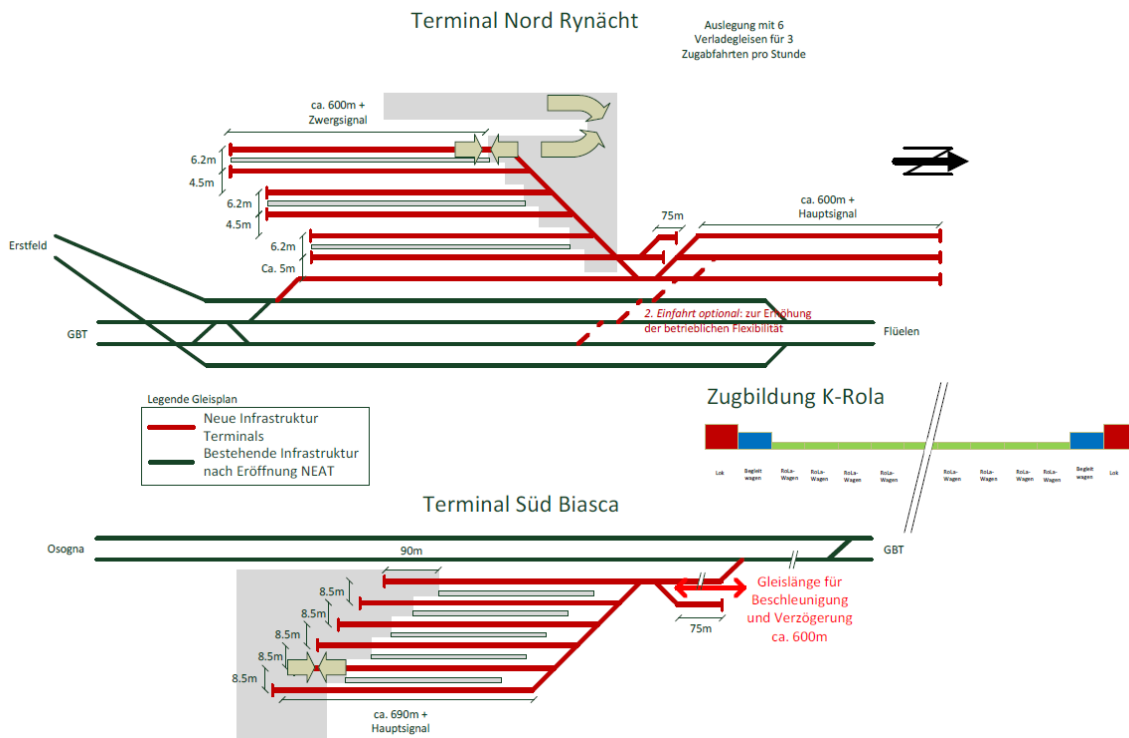 Terminal Nord Rynächt
Auslegung mit 6
Verladegleisen für 3
Zugabfahrten pro Stunde
ca. 600m +
Zwergsignal
6.2m
4.5m
6.2m
4.5m
6.2m
Ca. 5m
75m
ca. 600m +
Hauptsignal
Erstfeld
GBT
2. Einfahrt optional: zur Erhöhung
der betrieblichen Flexibilität
Flüelen
Legende Gleisplan
Neue Infrastruktur
Terminals
Bestehende Infrastruktur
nach Eröffnung NEAT
Zugbildung K-Rola
Lok
Begleit
wagen
RoLa-
Wagen
RoLa-
Wagen
RoLa-
Wagen
RoLa-
Wagen
RoLa-
Wagen
RoLa-
Wagen
RoLa-
Wagen
RoLa-
Wagen
Begleit
wagen
Lok
Terminal Süd Biasca
Osogna
90m
GBT
8.5m
8.5m
8.5m
8.5m
8.5m
75m
Gleislänge für
Beschleunigung
und Verzögerung
ca. 600m
ca. 690m +
Hauptsignal